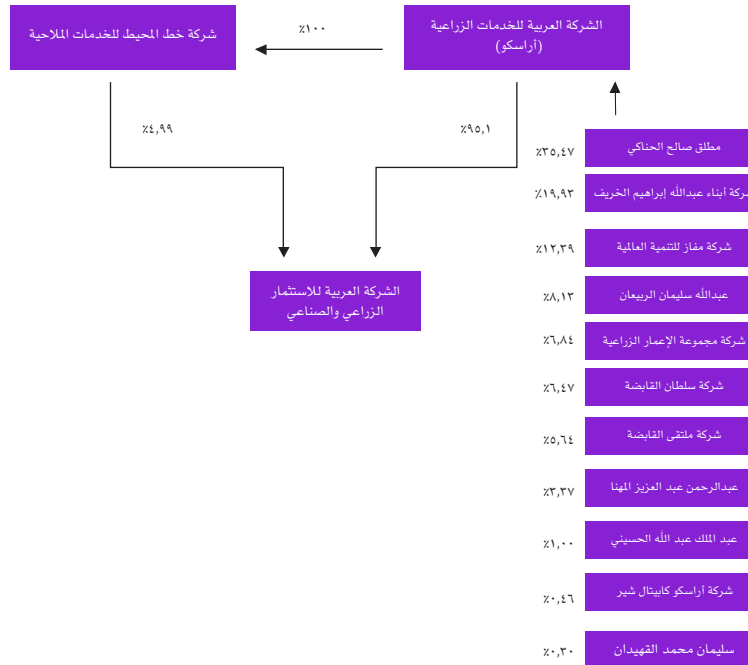 الشركة العربية للخدمات الزراعية
(أراسكو)
٪١٠٠
شركة خط المحيط للخدمات الملاحية
٪٩٥,١
٪٤,٩٩
الشركة العربية للاستثمار
الزراعي والصناعي
مطلق صالح الحناكي
٪٣٥,٤٧
شركة أبناء عبدالله إبراهيم الخريف
٪١٩,٩٣
شركة مفاز للتنمية العالمية
٪١٢,٣٩
عبدالله سليمان الربيعان
٪٨,١٣
شركة مجموعة الإعمار الزراعية
٪٦,٨٤
شركة سلطان القابضة
٪٦,٤٧
شركة ملتقى القابضة
٪٥,٦٤
عبدالرحمن عبد العزيز المهنا
٪٣,٣٧
عبد الملك عبد الله الحسيني
٪١,٠٠
شركة أراسكو كابيتال شير
٪٠,٤٦
سليمان محمد القهيدان
٪٠,٣٠